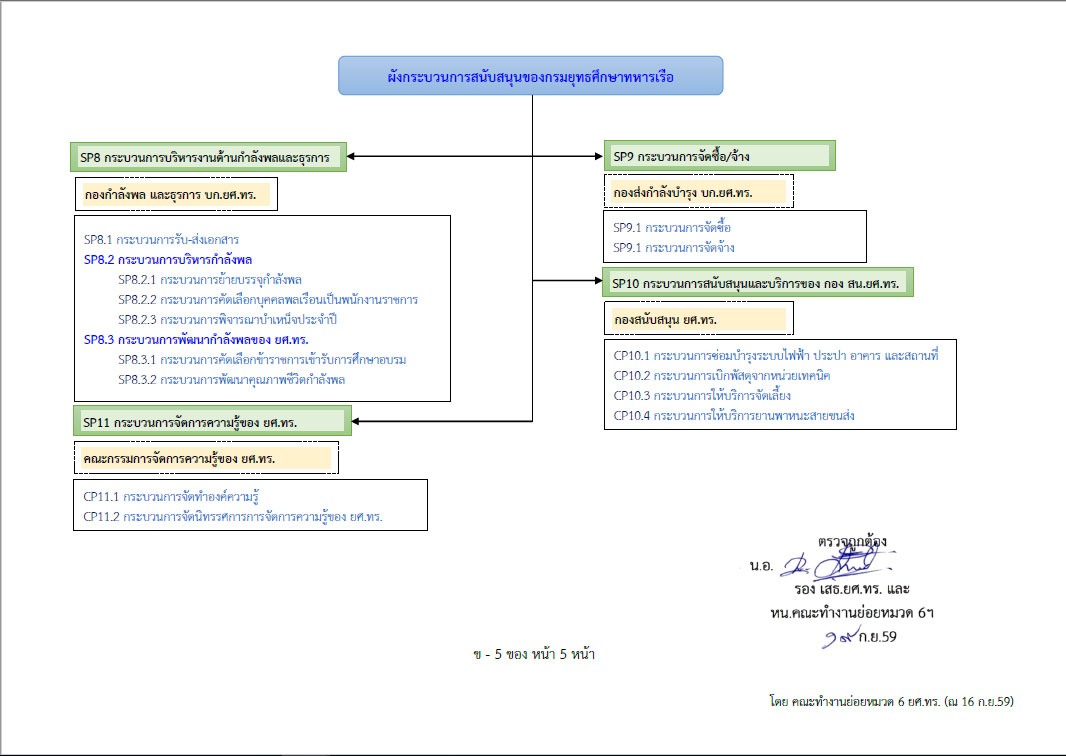 ผังกระบวนการสนับสนุนของกรมยุทธศึกษาทหารเรือ
SP8 กระบวนการบริหารงานด้านกำลังพลและธุรการ
กองกำลังพล และธุรการ บก.ยศ.ทร.
SP8.1 กระบวนการรับ-ส่งเอกสาร
SP8.2 กระบวนการบริหารกำลังพล
SP8.2.1 กระบวนการย้ายบรรจุกำลังพล
SP8.2.2 กระบวนการคัดเลือกบุคคลพลเรือนเป็นพนักงานราชการ
SP8.2.3 กระบวนการพิจารณาบำเหน็จประจำปี
SP8.3 กระบวนการพัฒนากำลังพลของ ยศ.ทร.
SP8.3.1 กระบวนการคัดเลือกข้าราชการเข้ารับการศึกษาอบรม
SP8.3.2 กระบวนการพัฒนาคุณภาพชีวิตกำลังพล
SP11 กระบวนการจัดการความรู้ของ ยศ.ทร.
คณะกรรมการจัดการความรู้ของ ยศ.ทร.
CP11.1 กระบวนการจัดทำองค์ความรู้
CP11.2 กระบวนการจัดนิทรรศการการจัดการความรู้ของ ยศ.ทร.
SP9 กระบวนการจัดซื้อ/จ้าง
กองส่งกำลังบำรุง บก.ยศ.ทร.
SP9.1 กระบวนการจัดซื้อ
SP9.1 กระบวนการจัดจ้าง
SP10 กระบวนการสนับสนุนและบริการของ กอง สน.ยศ.ทร.
กองสนับสนุน ยศ.ทร.
CP10.1 กระบวนการซ่อมบำรุงระบบไฟฟ้า ประปา อาคาร และสถานที่
CP10.2 กระบวนการเบิกพัสดุจากหน่วยเทคนิค
CP10.3 กระบวนการให้บริการจัดเลี้ยง
CP10.4 กระบวนการให้บริการยานพาหนะสายขนส่ง
ตรวจถูกต้อง
น.อ.
รอง เสธ.ยศ.ทร. และ
หน.คณะทำงานย่อยหมวด 6ฯ
๑๙ ก.ย.59
ข - 5 ของ หน้า 5 หน้า
โดย คณะทำงานย่อยหมวด 6 ยศ.ทร. (ณ 16 ก.ย.59)